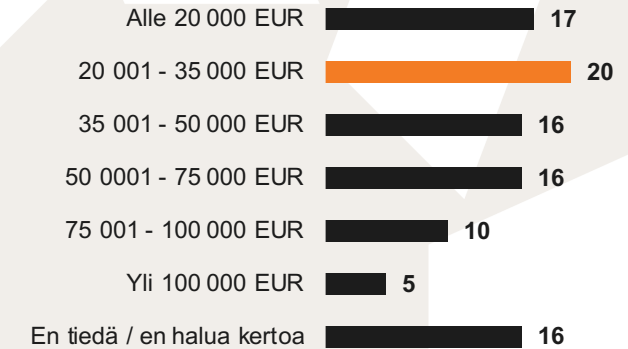 Alle 20 000 EUR 17
20 001 - 35 000 EUR 20
35 001 - 50 000 EUR 16
50 0001 - 75 000 EUR 16
75 001 - 100 000 EUR 10
Yli 100 000 EUR 5
En tiedä / en halua kertoa 16